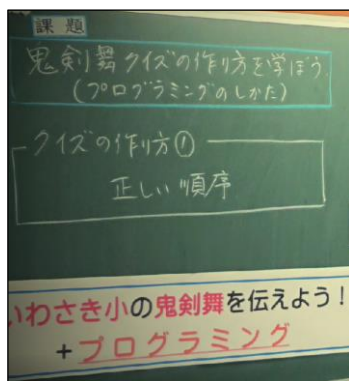 課題
鬼剣舞クイズの作り方を学ぼう。
(プログラミングのしかた)
クイズの作り方①
正しい順序
いわさき小の鬼剣舞を伝えよう!
+プログラミング